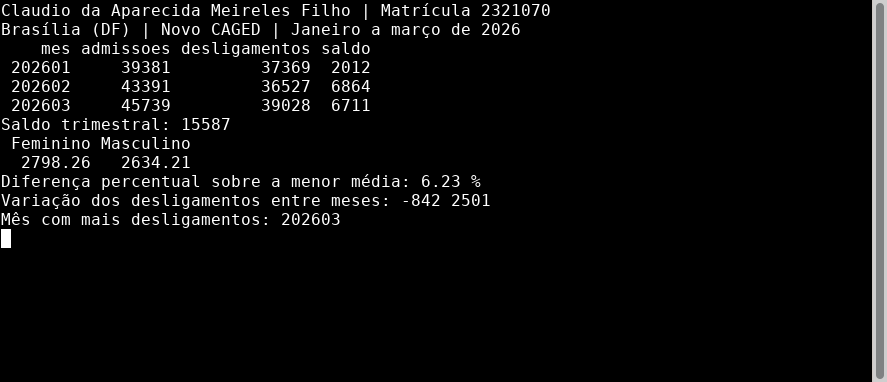 Claudio da Aparecida Meireles Filho | Matrícula 2321070
Brasília (DF) | Novo CAGED | Janeiro a março de 2026
    mes admissoes desligamentos saldo
 202601     39381         37369  2012
 202602     43391         36527  6864
 202603     45739         39028  6711
Saldo trimestral: 15587
 Feminino Masculino
  2798.26   2634.21
Diferença percentual sobre a menor média: 6.23 %
Variação dos desligamentos entre meses: -842 2501
Mês com mais desligamentos: 202603